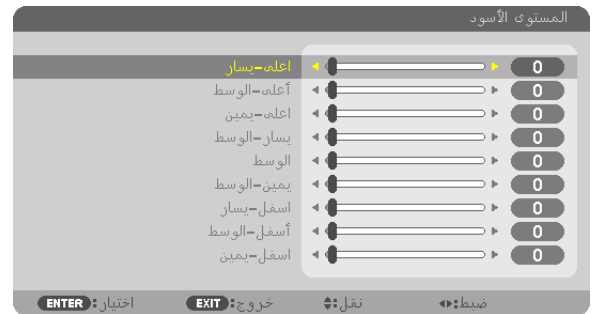 المستوى الأسود
اعلى-يسار 0
أعلى-الوسط 0
اعلى-يمين 0
يسار-الوسط 0
الوسط 0
يمين-الوسط 0
اسفل-يسار 0
أسفل-الوسط 0
اسفل-يمين 0
ضبط: نقل: خروج: EXIT اختيار: ENTER